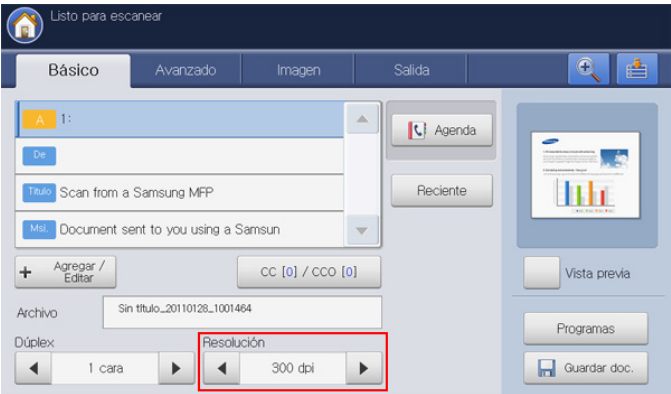 Listo para escanear
Básico
Avanzado
Imagen
Salida
A 1:
De
Título Scan from a Samsung MFP
Msj. Document sent to you using a Samsun
Agenda
Reciente
+ Agregar /
Editar
CC [0] / CCO [0]
Archivo
Sin título_20110128_1001464
Dúplex
1 cara
Resolución
300 dpi
Vista previa
Programas
Guardar doc.